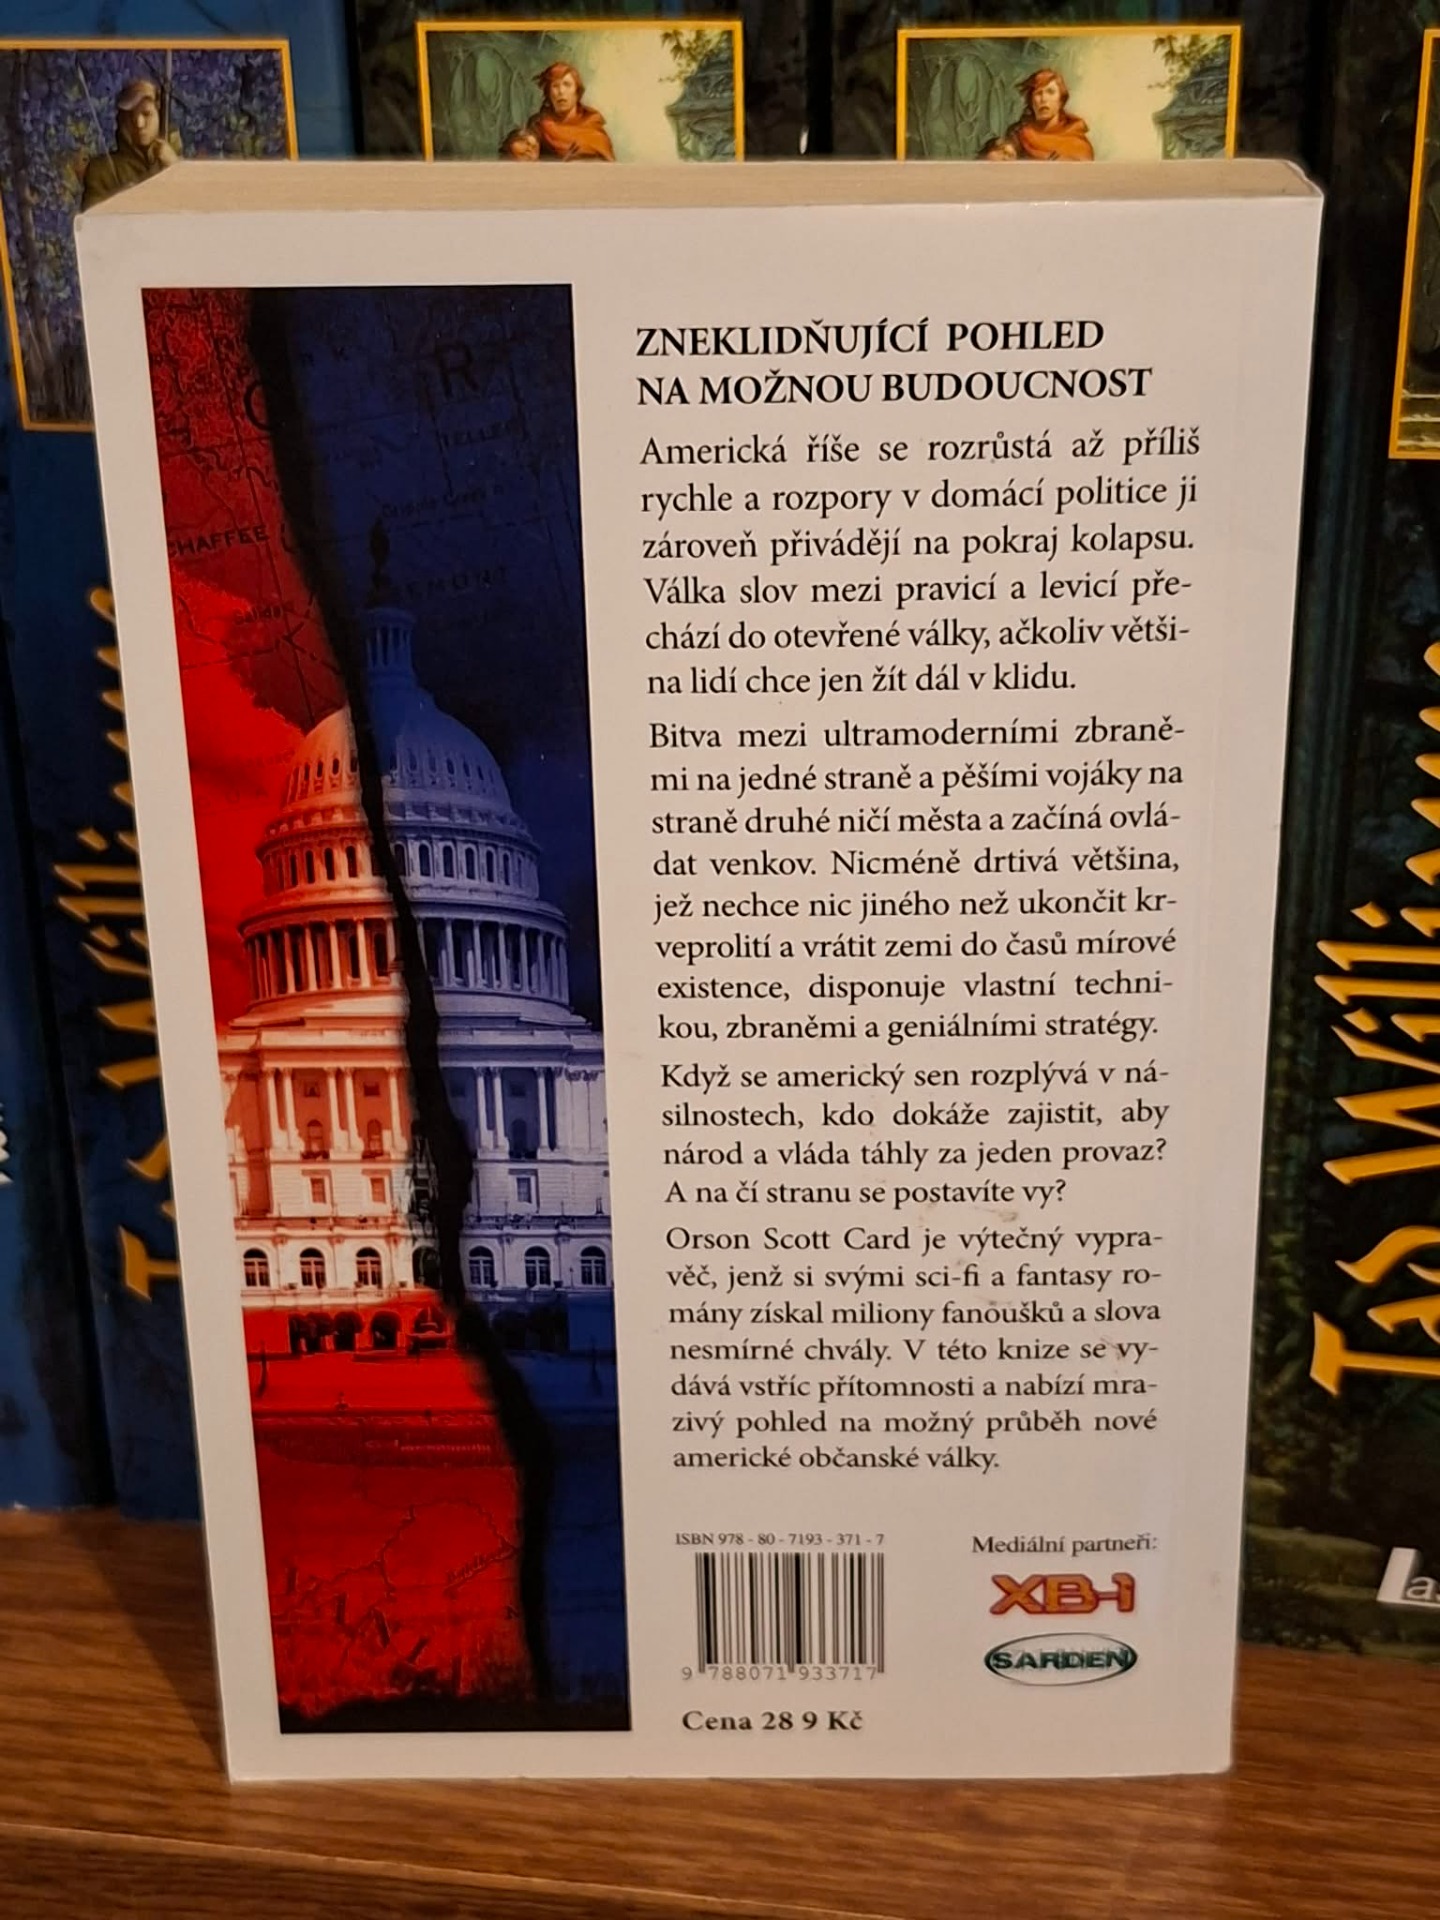 ZNEKLIDŇUJÍCÍ POHLED
NA MOŽNOU BUDOUCNOST
Americká říše se rozrůstá až příliš
rychle a rozpory v domácí politice ji
zároveň přivádějí na pokraj kolapsu.
Válka slov mezi pravicí a levicí pře-
chází do otevřené války, ačkoliv větši-
na lidí chce jen žít dál v klidu.
Bitva mezi ultramoderními zbraně-
mi na jedné straně a pěšími vojáky na
straně druhé ničí města a začíná ovlá-
dat venkov. Nicméně drtivá většina,
jež nechce nic jiného než ukončit kr-
veprolití a vrátit zemi do časů mírové
existence, disponuje vlastní techni-
kou, zbraněmi a geniálními stratégy.
Když se americký sen rozplývá v ná-
silnostech, kdo dokáže zajistit, aby
národ a vláda táhly za jeden provaz?
A na čí stranu se postavíte vy?
Orson Scott Card je výtečný vypra-
věč, jenž si svými sci-fi a fantasy ro-
mány získal miliony fanoušků a slova
nesmírné chvály. V této knize se vy-
dává vstříc přítomnosti a nabízí mra-
zivý pohled na možný průběh nové
americké občanské války.
ISBN 978 - 80 - 7193 - 371 - 7
9 788071 933717
Cena 28 9 Kč
Mediální partneři:
XB-1
SARDEN
CHAFFEE
Tad Williams